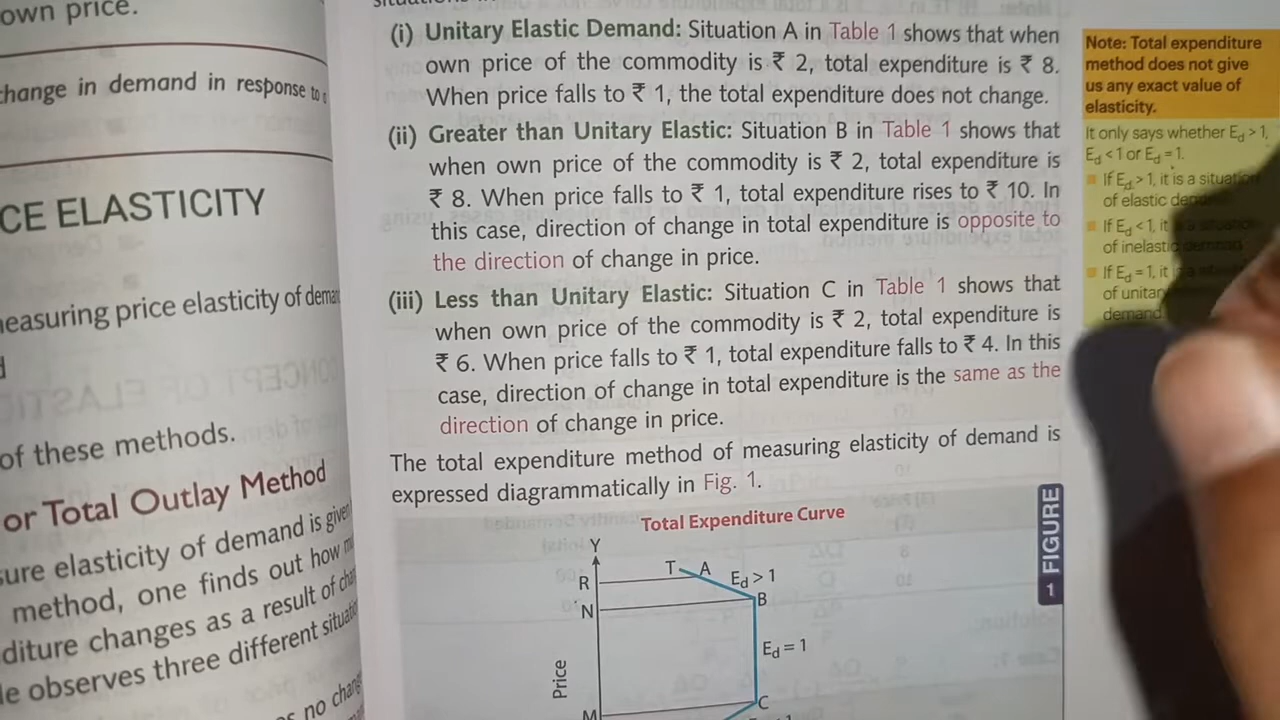 own price.
change in demand in response to
CE ELASTICITY
measuring price elasticity of
of these methods.
or Total Outlay Method
sure elasticity of demand is given
method, one finds out how
diture changes as a result of
le observes three different
no
(i) Unitary Elastic Demand: Situation A in Table 1 shows that when
own price of the commodity is ₹ 2, total expenditure is ₹ 8.
When price falls to ₹ 1, the total expenditure does not change.
(ii) Greater than Unitary Elastic: Situation B in Table 1 shows that
when own price of the commodity is ₹ 2, total expenditure is
₹ 8. When price falls to ₹ 1, total expenditure rises to ₹ 10. In
this case, direction of change in total expenditure is opposite to
the direction of change in price.
(iii) Less than Unitary Elastic: Situation C in Table 1 shows that
when own price of the commodity is ₹ 2, total expenditure is
₹ 6. When price falls to ₹ 1, total expenditure falls to ₹ 4. In this
case, direction of change in total expenditure is the same as the
direction of change in price.
The total expenditure method of measuring elasticity of demand is
expressed diagrammatically in Fig. 1.
Total Expenditure Curve
Y
R
T A
Ed > 1
N
B
Ed = 1
Price
M
C
1 FIGURE
Note: Total expenditure
method does not give
us any exact value of
elasticity.
It only says whether Ed > 1,
Ed < 1 or Ed = 1.
■ If Ed > 1, it is a situation
of elastic
■ If Ed < 1, it is a situation
of inelastic demand
■ If Ed = 1, it
of
demand